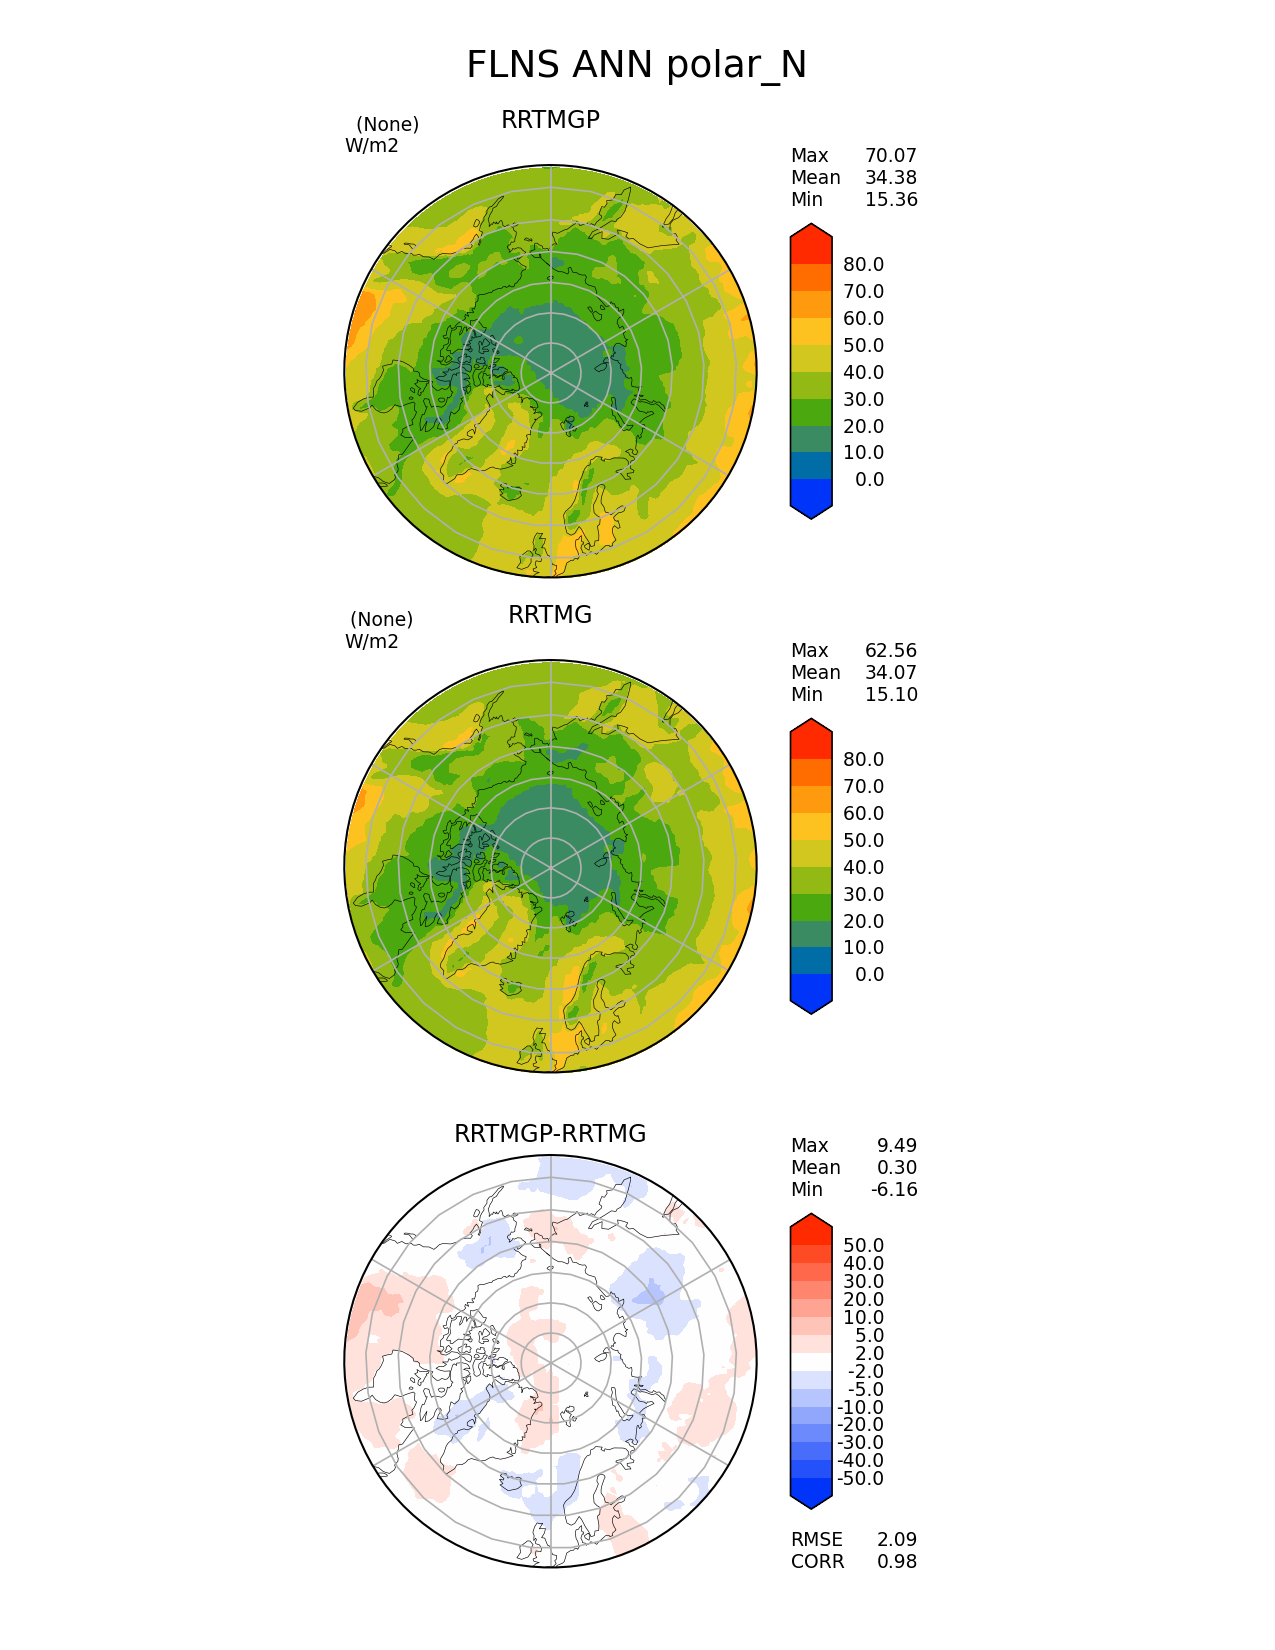 FLNS ANN polar_N
RRTMGP
(None)
W/m2
Max 70.07
Mean 34.38
Min 15.36
80.0
70.0
60.0
50.0
40.0
30.0
20.0
10.0
0.0
RRTMG
(None)
W/m2
Max 62.56
Mean 34.07
Min 15.10
80.0
70.0
60.0
50.0
40.0
30.0
20.0
10.0
0.0
RRTMGP-RRTMG
Max 9.49
Mean 0.30
Min -6.16
50.0
40.0
30.0
20.0
10.0
5.0
2.0
-2.0
-5.0
-10.0
-20.0
-30.0
-40.0
-50.0
RMSE 2.09
CORR 0.98